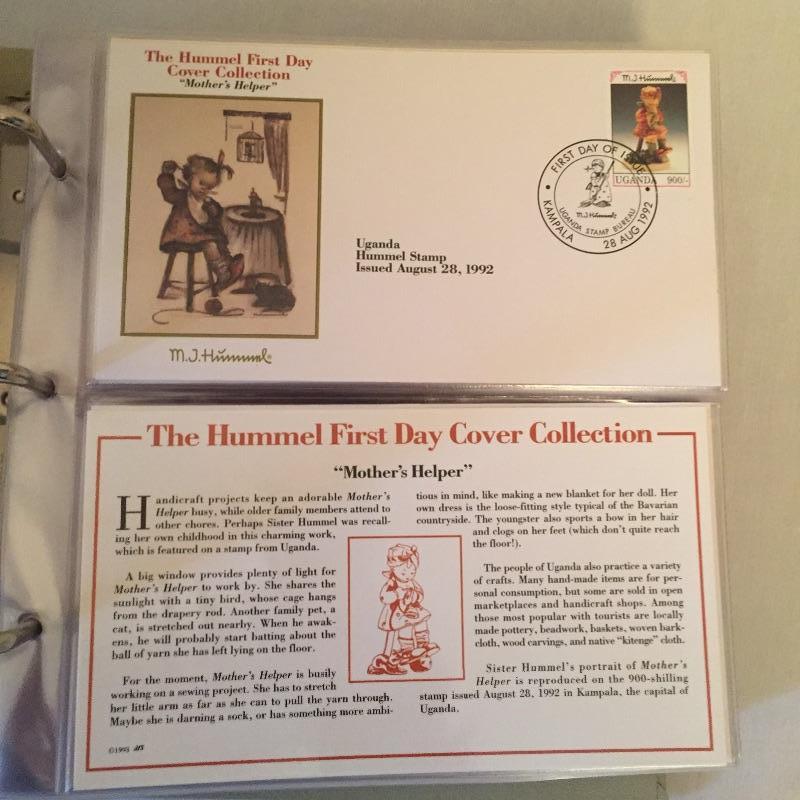 The Hummel First Day
Cover Collection
"Mother's Helper"
M.J.Hümmel®
Uganda
Hummel Stamp
Issued August 28, 1992
M.J.Hümmel
UGANDA 900/-
FIRST DAY OF ISSUE
M.J.Hümmel
UGANDA STAMP BUREAU
KAMPALA 28 AUG 1992
The Hummel First Day Cover Collection
"Mother's Helper"
Handicraft projects keep an adorable Mother's
Helper busy, while older family members attend to
other chores. Perhaps Sister Hummel was recall-
ing her own childhood in this charming work,
which is featured on a stamp from Uganda.
A big window provides plenty of light for
Mother's Helper to work by. She shares the
sunlight with a tiny bird, whose cage hangs
from the drapery rod. Another family pet, a
cat, is stretched out nearby. When he awak-
ens, he will probably start batting about the
ball of yarn she has left lying on the floor.
For the moment, Mother's Helper is busily
working on a sewing project. She has to stretch
her little arm as far as she can to pull the yarn through.
Maybe she is darning a sock, or has something more ambi-
tious in mind, like making a new blanket for her doll. Her
own dress is the loose-fitting style typical of the Bavarian
countryside. The youngster also sports a bow in her hair
and clogs on her feet (which don't quite reach
the floor!).
The people of Uganda also practice a variety
of crafts. Many hand-made items are for per-
sonal consumption, but some are sold in open
marketplaces and handicraft shops. Among
those most popular with tourists are locally
made pottery, beadwork, baskets, woven bark-
cloth, wood carvings, and native "kitenge" cloth.
Sister Hummel's portrait of Mother's
Helper is reproduced on the 900-shilling
stamp issued August 28, 1992 in Kampala, the capital of
Uganda.
©1993 ARS